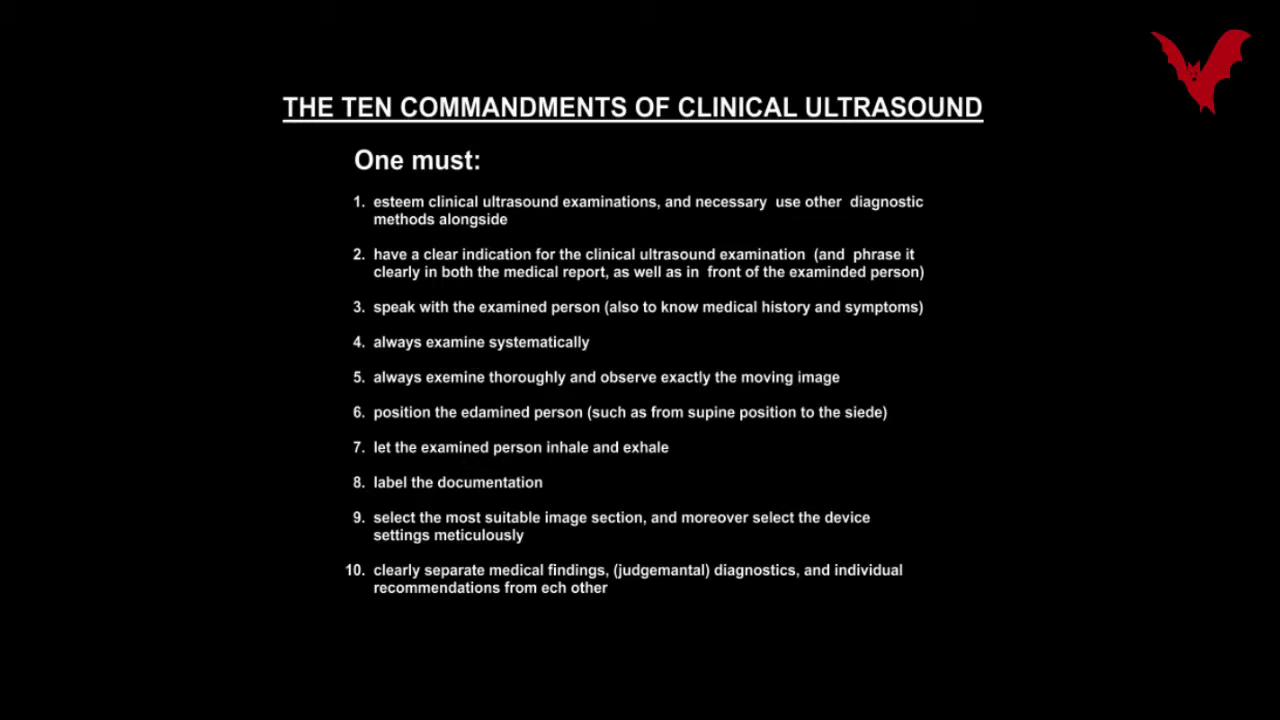 THE TEN COMMANDMENTS OF CLINICAL ULTRASOUND
One must:
1. esteem clinical ultrasound examinations, and necessary use other diagnostic
methods alongside
2. have a clear indication for the clinical ultrasound examination (and phrase it
clearly in both the medical report, as well as in front of the examinded person)
3. speak with the examined person (also to know medical history and symptoms)
4. always examine systematically
5. always exemine thoroughly and observe exactly the moving image
6. position the edamined person (such as from supine position to the siede)
7. let the examined person inhale and exhale
8. label the documentation
9. select the most suitable image section, and moreover select the device
settings meticulously
10. clearly separate medical findings, (judgemantal) diagnostics, and individual
recommendations from ech other